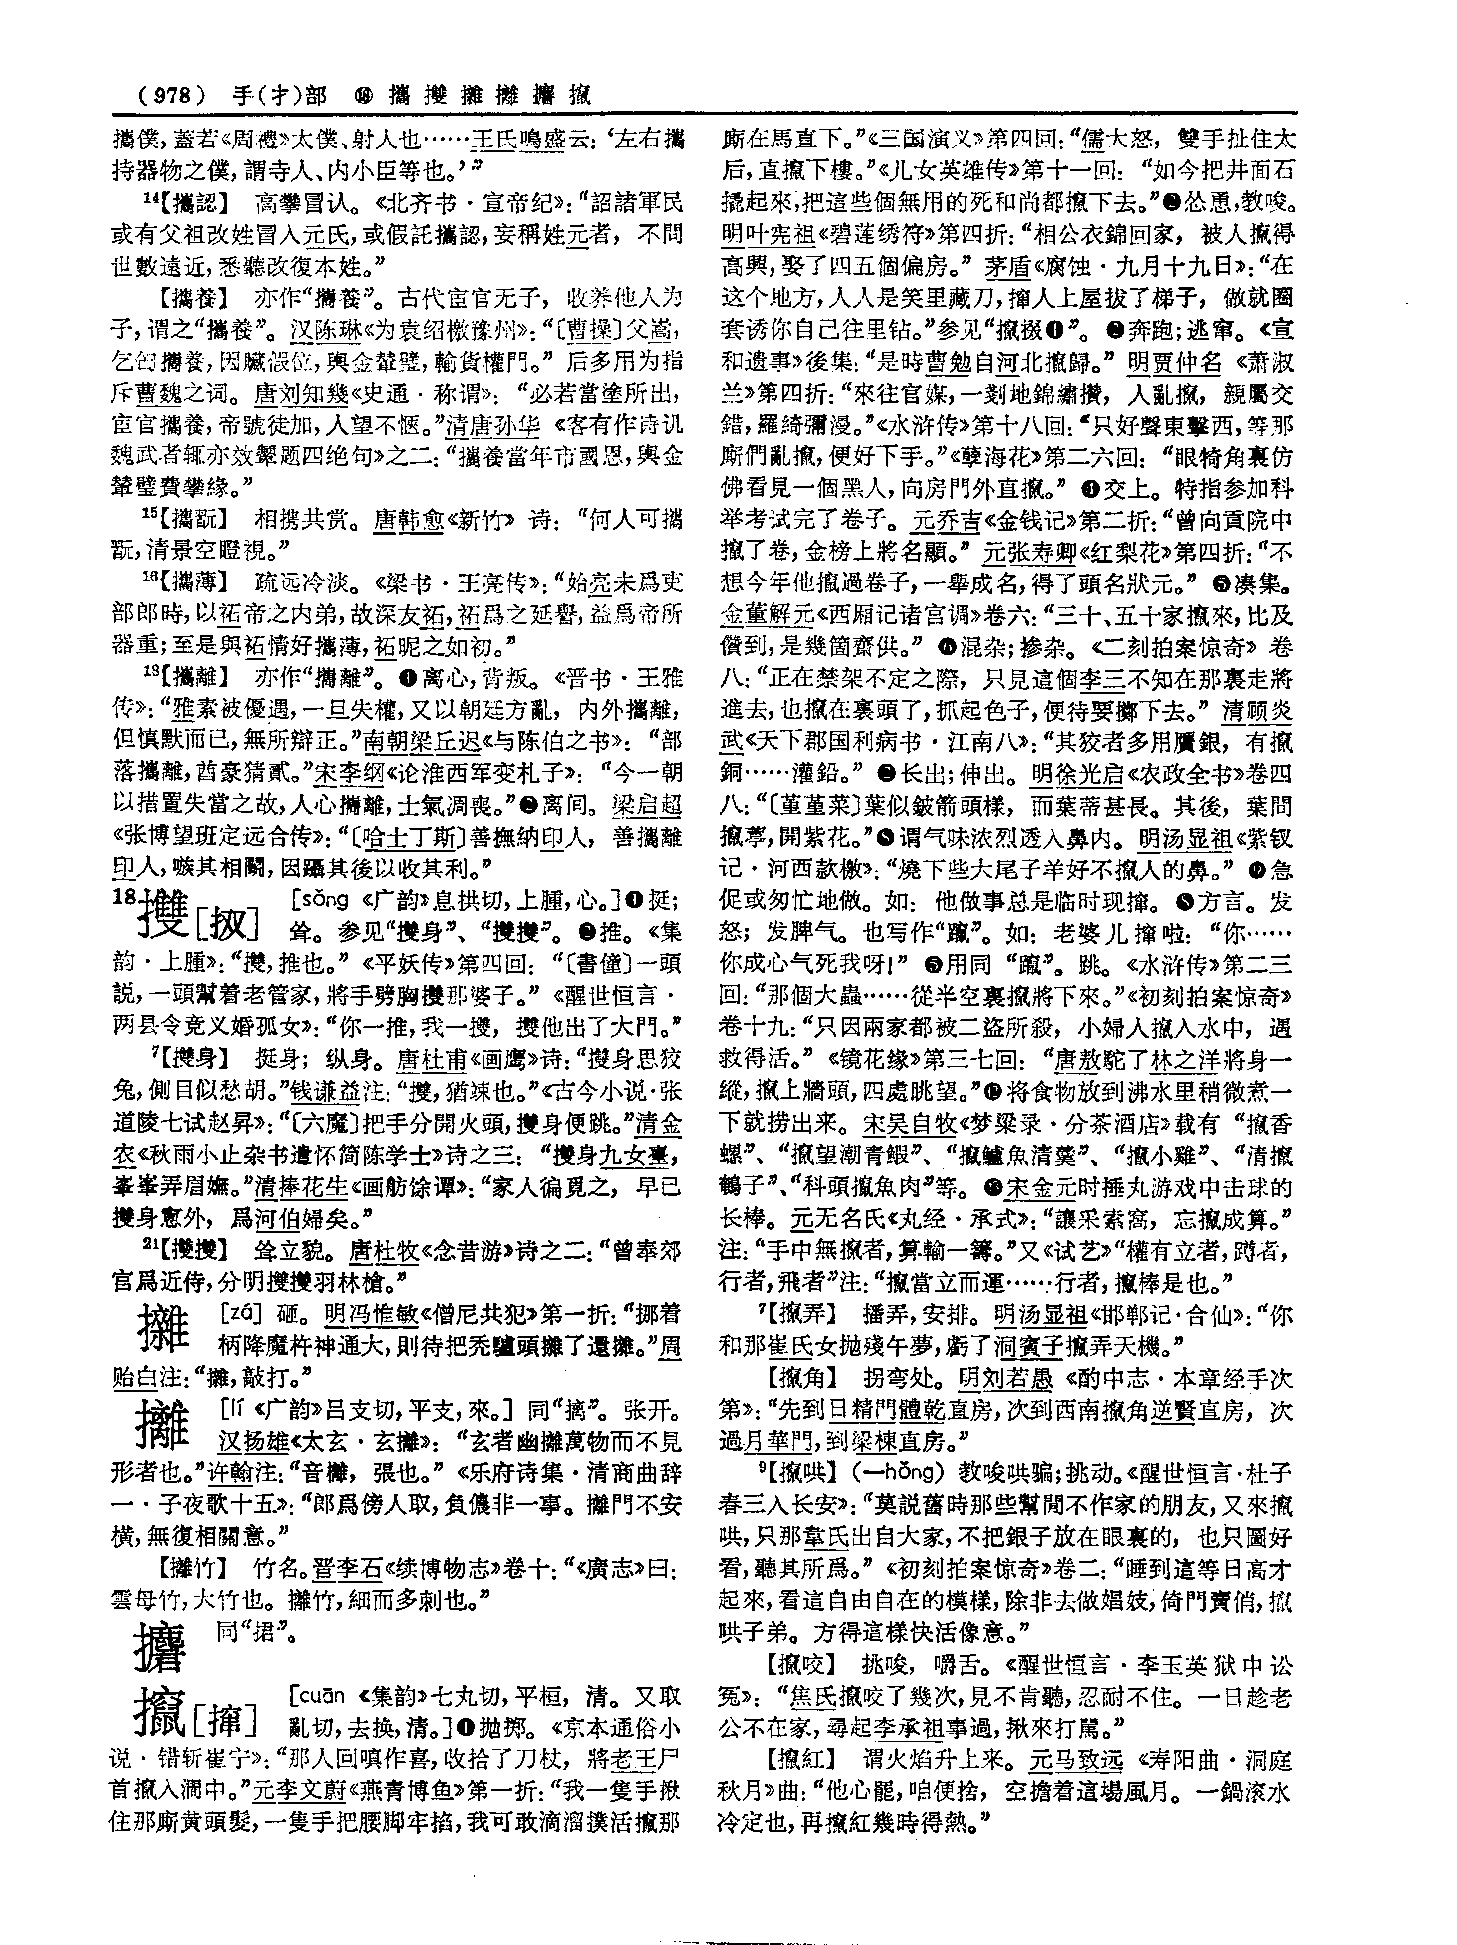 (978) 手(扌)部 ⑱ 攜㩳㩫攡攟攛
攜僕，蓋若《周禮》太僕、射人也……王氏鳴盛云：‘左右攜
持器物之僕，謂寺人、内小臣等也。’”
14【攜認】 高攀冒认。《北齐书·宣帝纪》：“詔諸軍民
或有父祖改姓冒入元氏，或假託攜認，妄稱姓元者，不問
世數遠近，悉聽改復本姓。”
【攜養】 亦作“擕養”。古代宦官无子，收养他人为
子，谓之“攜養”。汉陈琳《为袁绍檄豫州》：“〔曹操〕父嵩，
乞匄攜養，因贓假位，輿金輦璧，輸貨權門。”后多用为指
斥曹魏之词。唐刘知幾《史通·称谓》：“必若當塗所出，
宦官攜養，帝號徒加，人望不愜。”清唐孙华《客有作诗讥
魏武者辄亦效颦题四绝句》之二：“攜養當年市國恩，輿金
輦璧費攀緣。”
15【攜翫】 相携共赏。唐韩愈《新竹》诗：“何人可攜
翫，清景空瞪視。”
16【攜薄】 疏远冷淡。《梁书·王亮传》：“始亮未爲吏
部郎時，以祏帝之内弟，故深友祏，祏爲之延譽，益爲帝所
器重；至是與祏情好攜薄，祏昵之如初。”
19【攜離】 亦作“擕離”。❶离心，背叛。《晋书·王雅
传》：“雅素被優遇，一旦失權，又以朝廷方亂，内外攜離，
但慎默而已，無所辯正。”南朝梁丘迟《与陈伯之书》：“部
落攜離，酋豪猜貳。”宋李纲《论淮西军变札子》：“今一朝
以措置失當之故，人心擕離，士氣凋喪。”❷离间。梁启超
《张博望班定远合传》：“〔哈士丁斯〕善撫納印人，善攜離
印人，嗾其相鬭，因躡其後以收其利。”
18㩳[㧐] [sǒng《广韵》息拱切，上腫，心。]❶挺；
耸。参见“㩳身”、“㩳㩳”。❷推。《集
韵·上腫》：“㩳，推也。”《平妖传》第四回：“〔書僮〕一頭
説，一頭幫着老管家，將手劈胸㩳那婆子。”《醒世恒言·
两县令竞义婚孤女》：“你一推，我一㩳，㩳他出了大門。”
7【㩳身】 挺身；纵身。唐杜甫《画鹰》诗：“㩳身思狡
兔，側目似愁胡。”钱谦益注：“㩳，猶竦也。”《古今小说·张
道陵七试赵昇》：“〔六魔〕把手分開火頭，㩳身便跳。”清金
衣《秋雨小止杂书遣怀简陈学士》诗之三：“㩳身九女臺，
峯峯弄眉嫵。”清捧花生《画舫馀谭》：“家人徧覓之，早已
㩳身窻外，爲河伯婦矣。”
21【㩳㩳】 耸立貌。唐杜牧《念昔游》诗之二：“曾奉郊
宫爲近侍，分明㩳㩳羽林槍。”
[zá] 砸。明冯惟敏《僧尼共犯》第一折：“掷着
柄降魔杵神通大，則待把秃驢頭㩫了還㩫。”周
贻白注：“㩫，敲打。”
攡 [lí《广韵》吕支切，平支，來。]同“摛”。张开。
汉扬雄《太玄·玄攡》：“玄者幽攡萬物而不見
形者也。”许翰注：“音攡，張也。”《乐府诗集·清商曲辞
一·子夜歌十五》：“郎爲傍人取，負儂非一事。攡門不安
横，無復相關意。”
【攡竹】 竹名。晋李石《续博物志》卷十：“《廣志》曰：
雲母竹，大竹也。攡竹，細而多刺也。”
攟 同“捃”。
攛[撺] [cuān《集韵》七丸切，平桓，清。又取
亂切，去换，清。]❶抛掷。《京本通俗小
说·错斩崔宁》：“那人回嗔作喜，收拾了刀杖，將老王尸
首攛入澗中。”元李文蔚《燕青博鱼》第一折：“我一隻手揪
住那廝黄頭髮，一隻手把腰脚牢掐，我可敢滴溜撲活攛那
廝在馬直下。”《三国演义》第四回：“儒大怒，雙手扯住太
后，直攛下樓。”《儿女英雄传》第十一回：“如今把井面石
撬起來，把這些個無用的死和尚都攛下去。”❷怂恿，教唆。
明叶宪祖《碧莲绣符》第四折：“相公衣錦回家，被人攛得
高興，娶了四五個偏房。”茅盾《腐蚀·九月十九日》：“在
这个地方，人人是笑里藏刀，撺人上屋拔了梯子，做就圈
套诱你自己往里钻。”参见“攛掇❶”。❸奔跑；逃窜。《宣
和遗事》後集：“是時曹勉自河北攛歸。”明贾仲名《萧淑
兰》第四折：“來往官媒，一剗地錦繡攢，人亂攛，親屬交
錯，羅綺彌漫。”《水浒传》第十八回：“只好聲東擊西，等那
廝們亂攛，便好下手。”《孽海花》第二六回：“眼犄角裏仿
佛看見一個黑人，向房門外直攛。”❹交上。特指参加科
举考试完了卷子。元乔吉《金钱记》第二折：“曾向貢院中
攛了卷，金榜上將名顯。”元张寿卿《红梨花》第四折：“不
想今年他攛過卷子，一舉成名，得了頭名狀元。”❺凑集。
金董解元《西厢记诸宫调》卷六：“三十、五十家攛來，比及
儹到，是幾箇齋供。”❻混杂；掺杂。《二刻拍案惊奇》卷
八：“正在禁架不定之際，只見這個李三不知在那裏走將
進去，也攛在裏頭了，抓起色子，便待要擲下去。”清顾炎
武《天下郡国利病书·江南八》：“其狡者多用贋銀，有攛
銅……灌鉛。”❼长出；伸出。明徐光启《农政全书》卷四
八：“〔堇堇菜〕葉似鈹箭頭樣，而葉蒂甚長。其後，葉間
攛葶，開紫花。”❽谓气味浓烈透入鼻内。明汤显祖《紫钗
记·河西款檄》：“燒下些大尾子羊好不攛人的鼻。”❾急
促或匆忙地做。如：他做事总是临时现撺。❿方言。发
怒；发脾气。也写作“躥”。如：老婆儿撺啦：“你……
你成心气死我呀！”⓫用同“躥”。跳。《水浒传》第二三
回：“那個大蟲……從半空裏攛將下來。”《初刻拍案惊奇》
卷十九：“只因兩家都被二盜所殺，小婦人攛入水中，遇
救得活。”《镜花缘》第三七回：“唐敖駝了林之洋將身一
縱，攛上牆頭，四處眺望。”⓬将食物放到沸水里稍微煮一
下就捞出来。宋吴自牧《梦粱录·分茶酒店》载有“攛香
螺”、“攛望潮青鰕”、“攛鱸魚清羹”、“攛小雞”、“清攛
鵪子”、“科頭攛魚肉”等。⓭宋金元时捶丸游戏中击球的
长棒。元无名氏《丸经·承式》：“讓采索窩，忘攛成算。”
注：“手中無攛者，算輸一籌。”又《试艺》“權有立者，蹲者，
行者，飛者”注：“攛當立而運……行者，攛棒是也。”
7【攛弄】 播弄，安排。明汤显祖《邯郸记·合仙》：“你
和那崔氏女抛殘午夢，虧了洞賓子攛弄天機。”
【攛角】 拐弯处。明刘若愚《酌中志·本章经手次
第》：“先到日精門體乾直房，次到西南攛角逆賢直房，次
過月華門，到梁棟直房。”
9【攛哄】(—hǒng) 教唆哄骗；挑动。《醒世恒言·杜子
春三入长安》：“莫説舊時那些幫閒不作家的朋友，又來攛
哄，只那韋氏出自大家，不把銀子放在眼裏的，也只圖好
看，聽其所爲。”《初刻拍案惊奇》卷二：“睡到這等日高才
起來，看這自由自在的模樣，除非去做娼妓，倚門賣俏，攛
哄子弟。方得這樣快活像意。”
【攛咬】 挑唆，嚼舌。《醒世恒言·李玉英狱中讼
冤》：“焦氏攛咬了幾次，見不肯聽，忍耐不住。一日趁老
公不在家，尋起李承祖事過，揪來打罵。”
【攛紅】 谓火焰升上来。元马致远《寿阳曲·洞庭
秋月》曲：“他心罷，咱便捨，空擔着這場風月。一鍋滾水
冷定也，再攛紅幾時得熱。”